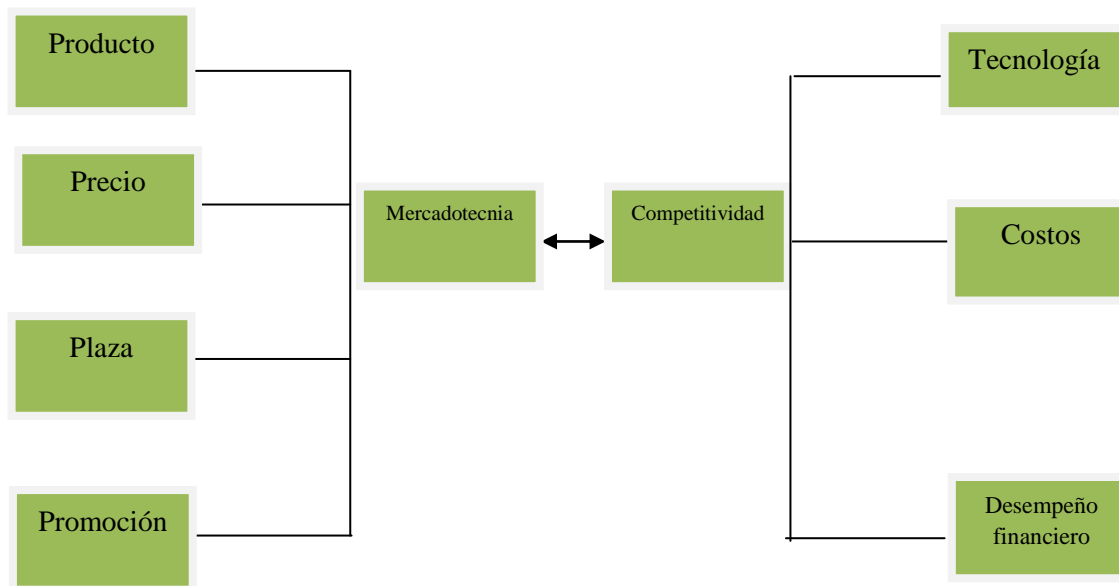 Producto
Precio
Plaza
Promoción
Mercadotecnia
Competitividad
Tecnología
Costos
Desempeño
financiero